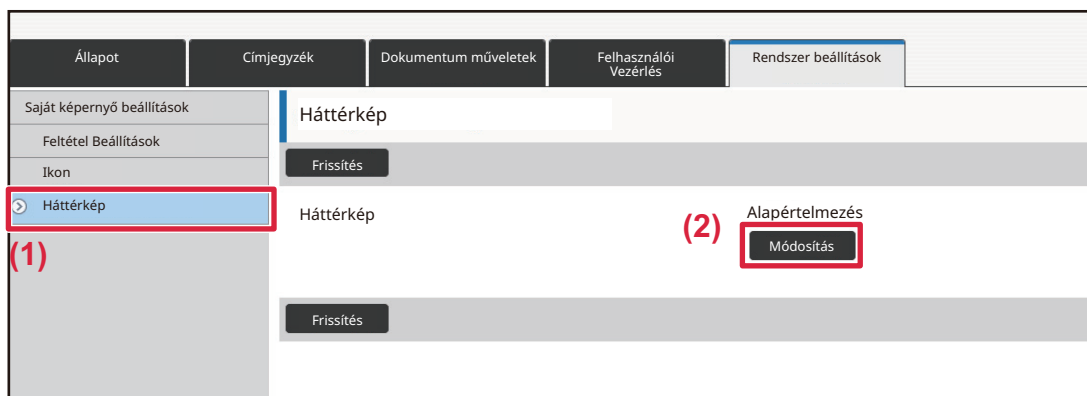 Állapot
Címjegyzék
Dokumentum műveletek
Felhasználói
Vezérlés
Rendszer beállítások
Saját képernyő beállítások
Feltétel Beállítások
Ikon
Háttérkép
(1)
Háttérkép
Frissítés
Háttérkép
Alapértelmezés
(2)
Módosítás
Frissítés